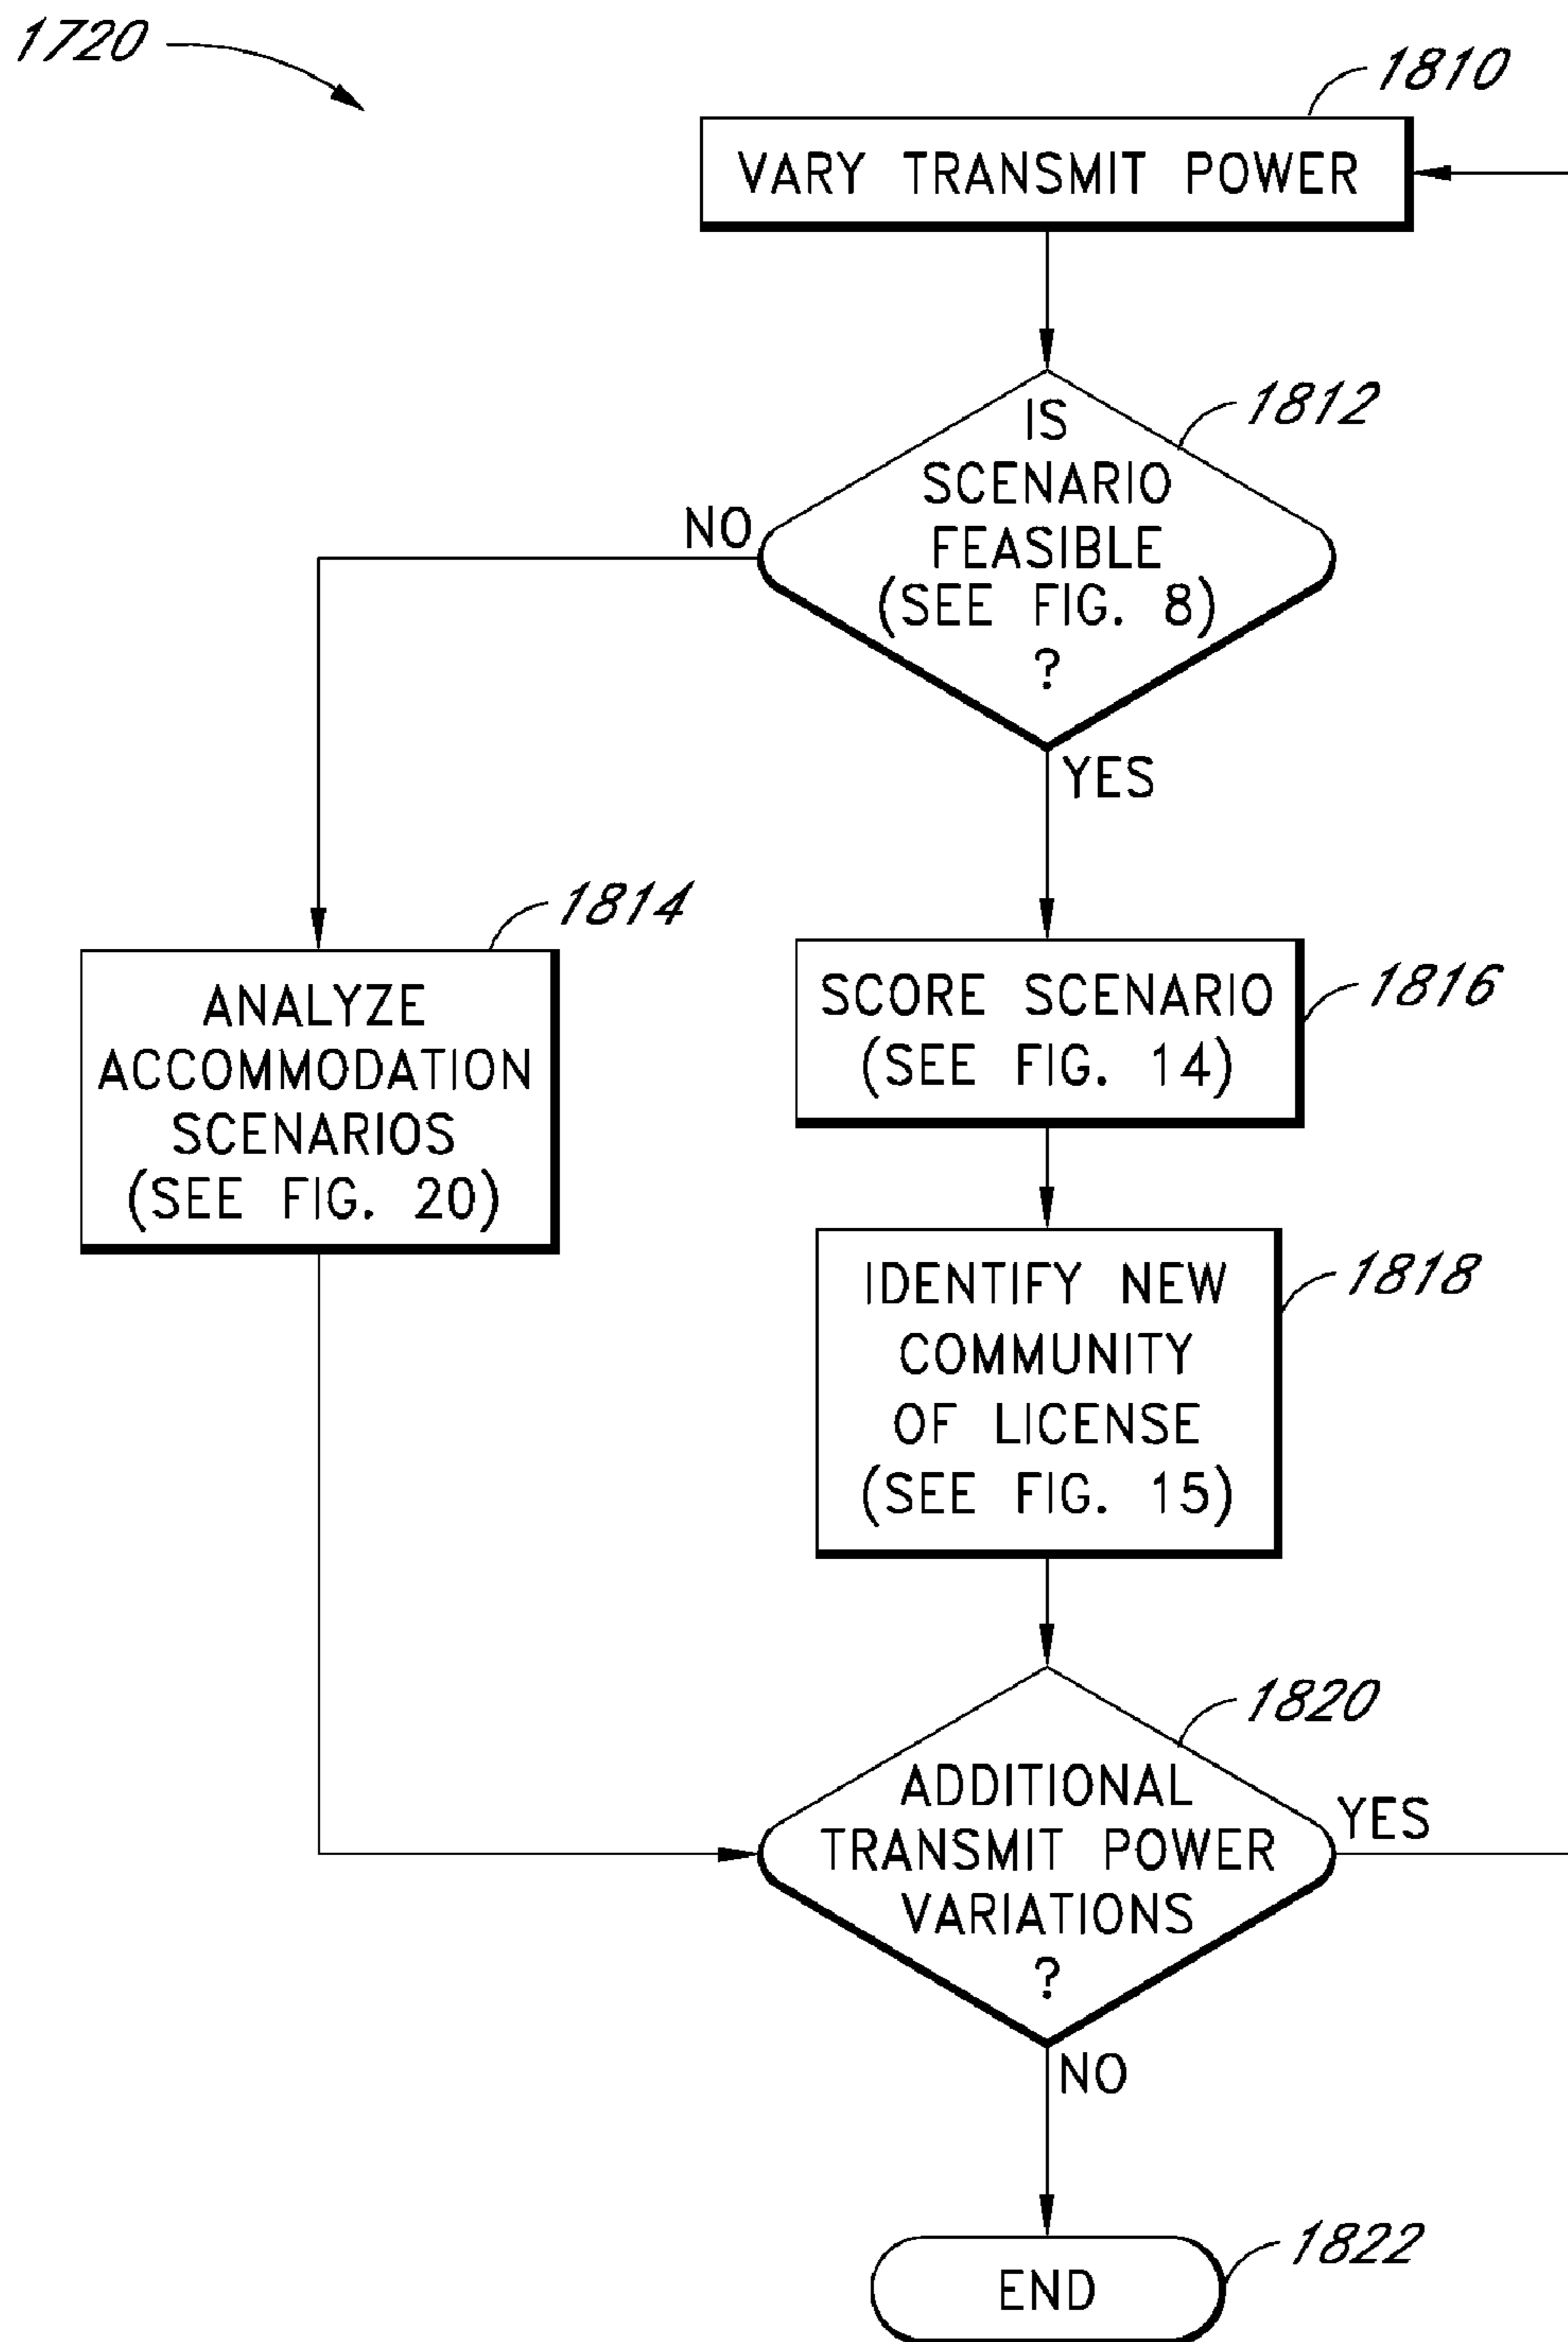 1720
1810
VARY TRANSMIT POWER
1812
IS
SCENARIO
FEASIBLE
(SEE FIG. 8)
?
NO
YES
1814
ANALYZE
ACCOMMODATION
SCENARIOS
(SEE FIG. 20)
1816
SCORE SCENARIO
(SEE FIG. 14)
1818
IDENTIFY NEW
COMMUNITY
OF LICENSE
(SEE FIG. 15)
1820
ADDITIONAL
TRANSMIT POWER
VARIATIONS
?
YES
NO
1822
END